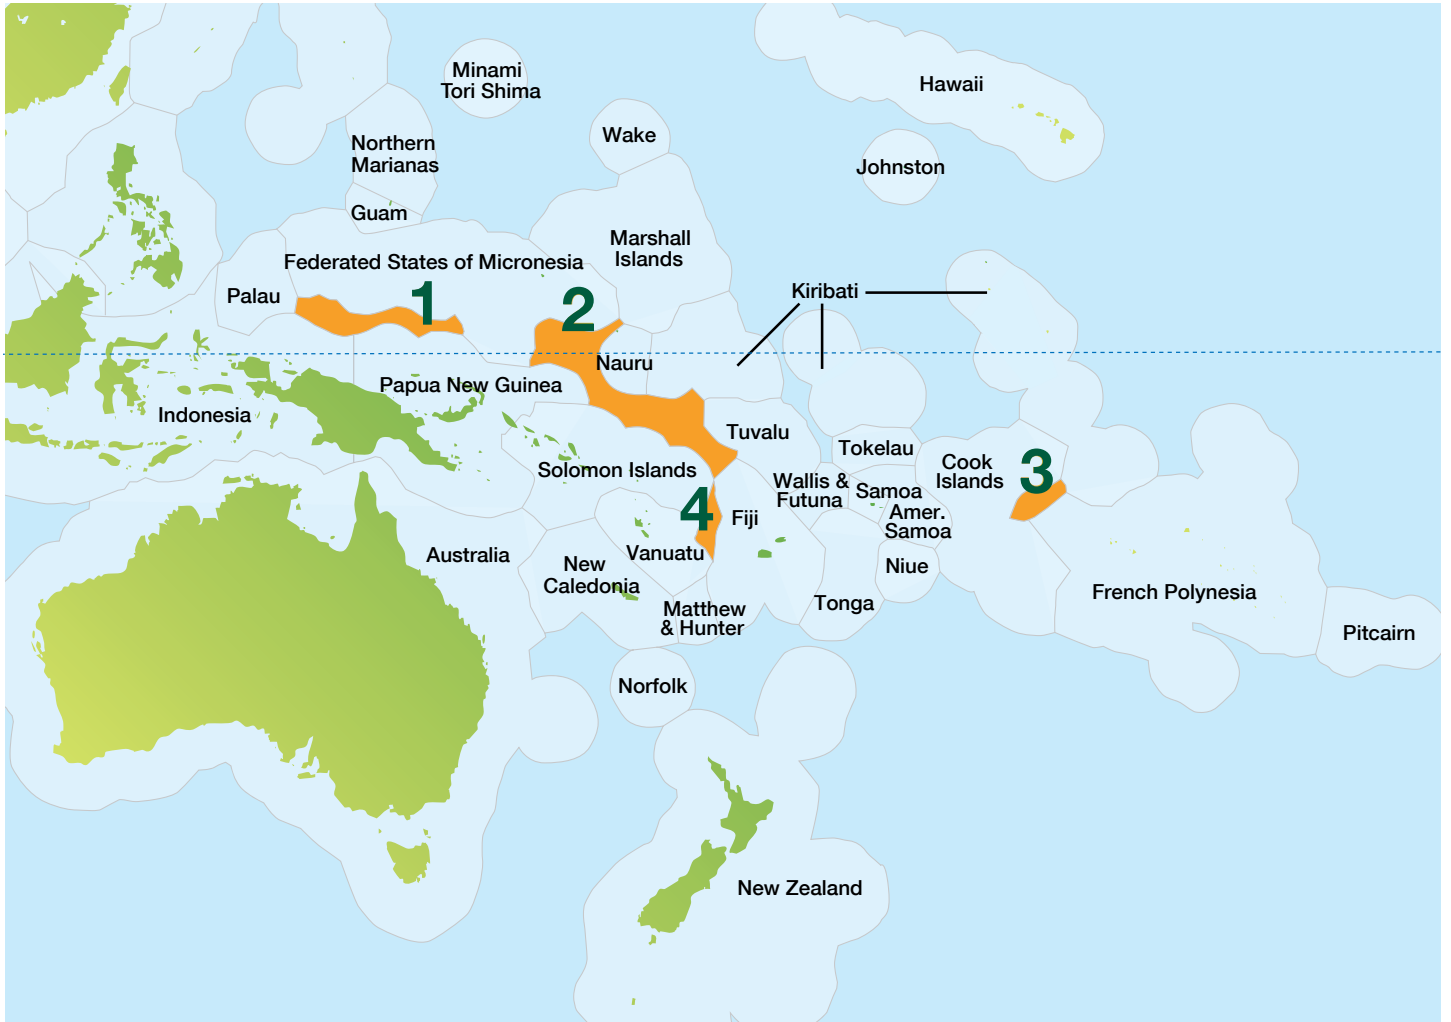 Minami
Tori Shima
Hawaii
Wake
Northern
Marianas
Johnston
Guam
Marshall
Islands
Federated States of Micronesia
Palau
1
2
Kiribati
Nauru
Papua New Guinea
Indonesia
Tuvalu
Tokelau
Cook
Islands
3
Solomon Islands
Wallis &
Futuna
Samoa
4
Fiji
Amer.
Samoa
Australia
Vanuatu
New
Caledonia
Niue
French Polynesia
Tonga
Matthew
& Hunter
Pitcairn
Norfolk
New Zealand